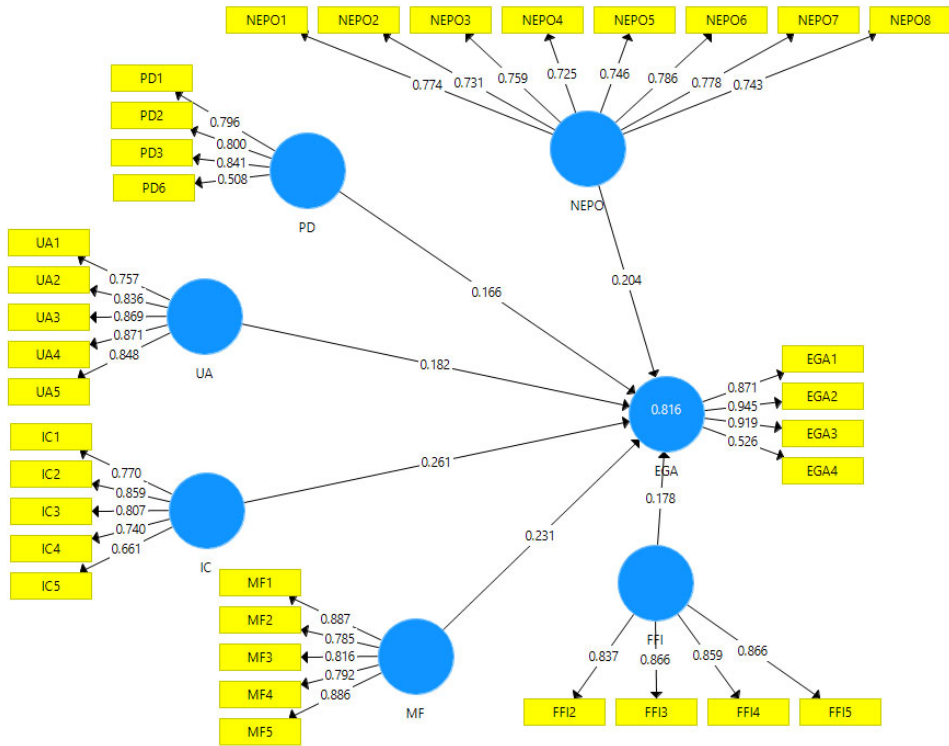 NEPO1 NEPO2 NEPO3 NEPO4 NEPO5 NEPO6 NEPO7 NEPO8
0.774 0.731 0.759 0.725 0.746 0.786 0.778 0.743
NEPO
0.204
PD1
PD2
PD3
PD6
0.796
0.800
0.841
0.508
PD
0.166
UA1
UA2
UA3
UA4
UA5
0.757
0.836
0.869
0.871
0.848
UA
0.182
IC1
IC2
IC3
IC4
IC5
0.770
0.859
0.807
0.740
0.661
IC
0.261
MF1
MF2
MF3
MF4
MF5
0.887
0.785
0.816
0.792
0.886
MF
0.231
0.816
EGA
0.871
0.945
0.919
0.526
EGA1
EGA2
EGA3
EGA4
0.178
FFI
0.837 0.866 0.859 0.866
FFI2 FFI3 FFI4 FFI5